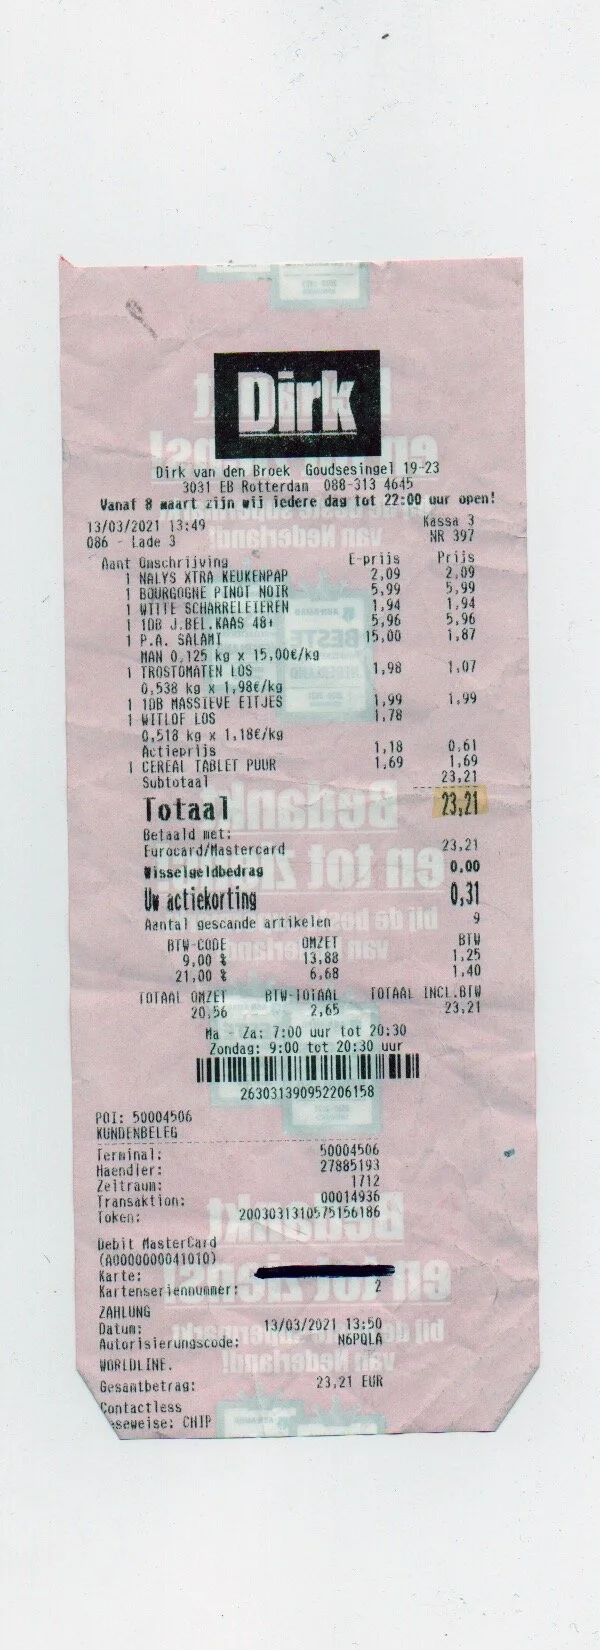 Dirk
Dirk van den Broek Goudsesingel 19-23
3031 EB Rotterdam 088-313 4645
Vanaf 8 maart zijn wij iedere dag tot 22:00 uur open!
13/03/2021 13:49 Kassa 3
086 - Lade 3 NR 397
Aant Omschrijving E-prijs Prijs
1 NALYS XTRA KEUKENPAP 2,09 2,09
1 BOURGOGNE PINOT NOIR 5,99 5,99
1 WITTE SCHARRELEIEREN 1,94 1,94
1 1DB J.BEL.KAAS 48+ 5,96 5,96
1 P.A. SALAMI 15,00 1,87
MAN 0,125 kg x 15,00€/kg
1 TROSTOMATEN LOS 1,98 1,07
0,538 kg x 1,98€/kg
1 1DB MASSIEVE EITJES 1,99 1,99
1 WITLOF LOS 1,78
0,518 kg x 1,18€/kg
Actieprijs 1,18 0,61
1 CEREAL TABLET PUUR 1,69 1,69
Subtotaal 23,21
Totaal 23,21
Betaald met:
Eurocard/Mastercard 23,21
Wisselgeldbedrag 0,00
Uw actiekorting 0,31
Aantal gescande artikelen 9
BTW-CODE OMZET BTW
9,00 % 13,88 1,25
21,00 % 6,68 1,40
TOTAAL OMZET BTW-TOTAAL TOTAAL INCL.BTW
20,56 2,65 23,21
Ma - Za: 7:00 uur tot 20:30
Zondag: 9:00 tot 20:30 uur
263031390952206158
POI: 50004506
KUNDENBELEG
Terminal: 50004506
Haendler: 27885193
Zeitraum: 1712
Transaktion: 00014936
Token: 2003031310575156186
Debit MasterCard
(A0000000041010)
Karte:
Kartenseriennummer: 2
ZAHLUNG
Datum: 13/03/2021 13:50
Autorisierungscode: N6PQLA
WORLDLINE.
Gesamtbetrag: 23,21 EUR
Contactless
eseweise: CHIP